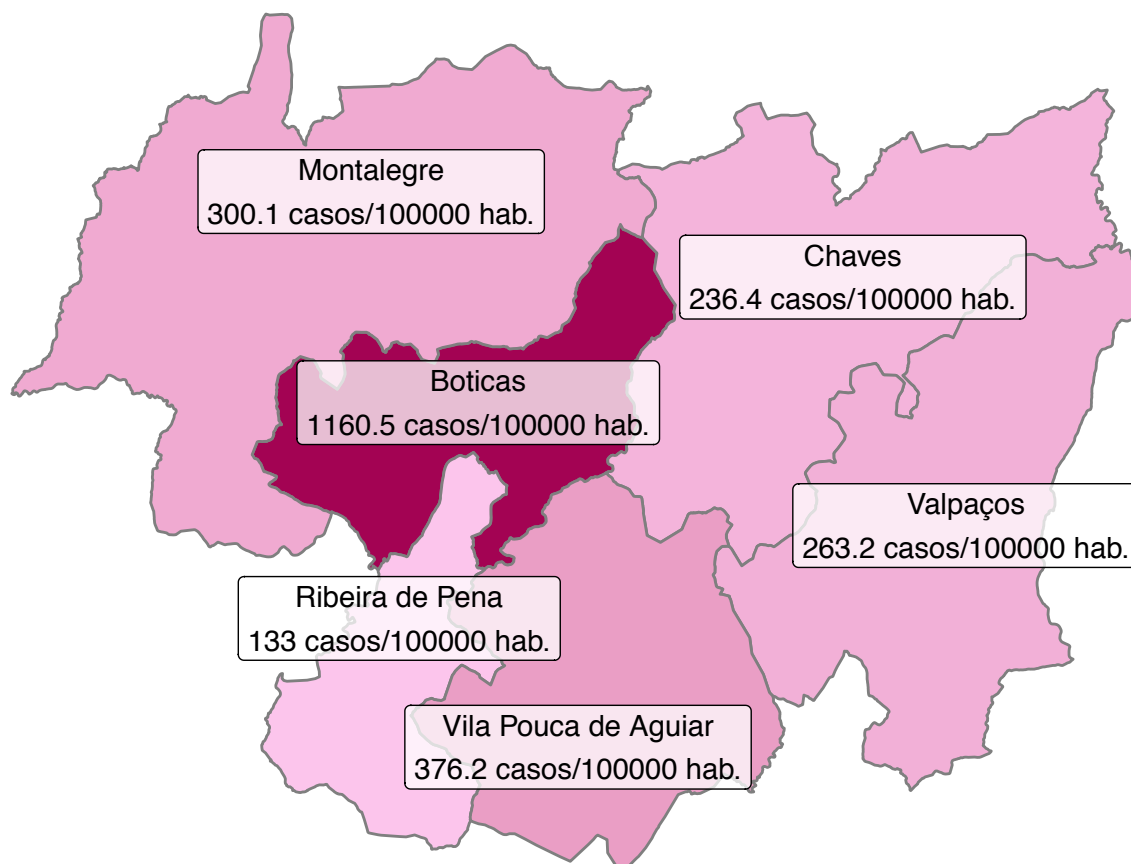 Montalegre
300.1 casos/100000 hab.
Chaves
236.4 casos/100000 hab.
Boticas
1160.5 casos/100000 hab.
Valpaços
263.2 casos/100000 hab.
Ribeira de Pena
133 casos/100000 hab.
Vila Pouca de Aguiar
376.2 casos/100000 hab.